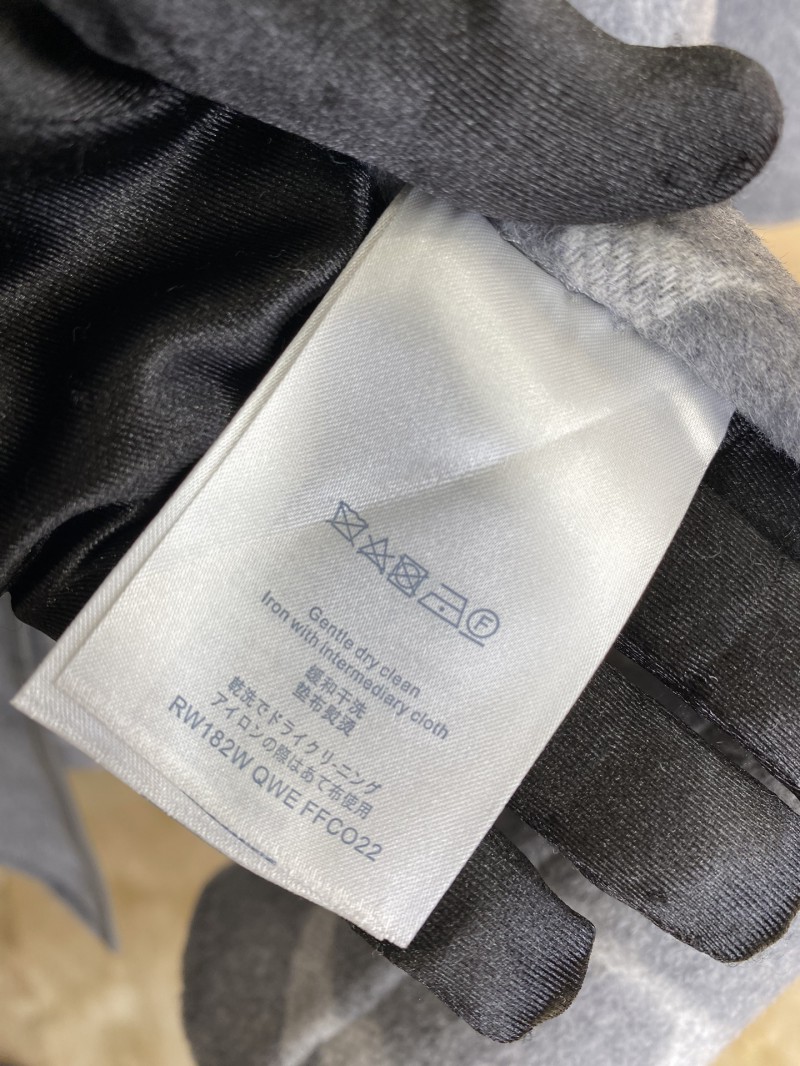 F
Gentle dry clean
Iron with intermediary cloth
缓和干洗
垫布熨烫
乾洗でドライクリーニング
アイロンの際はあて布使用
RW182W QWE FFCO22